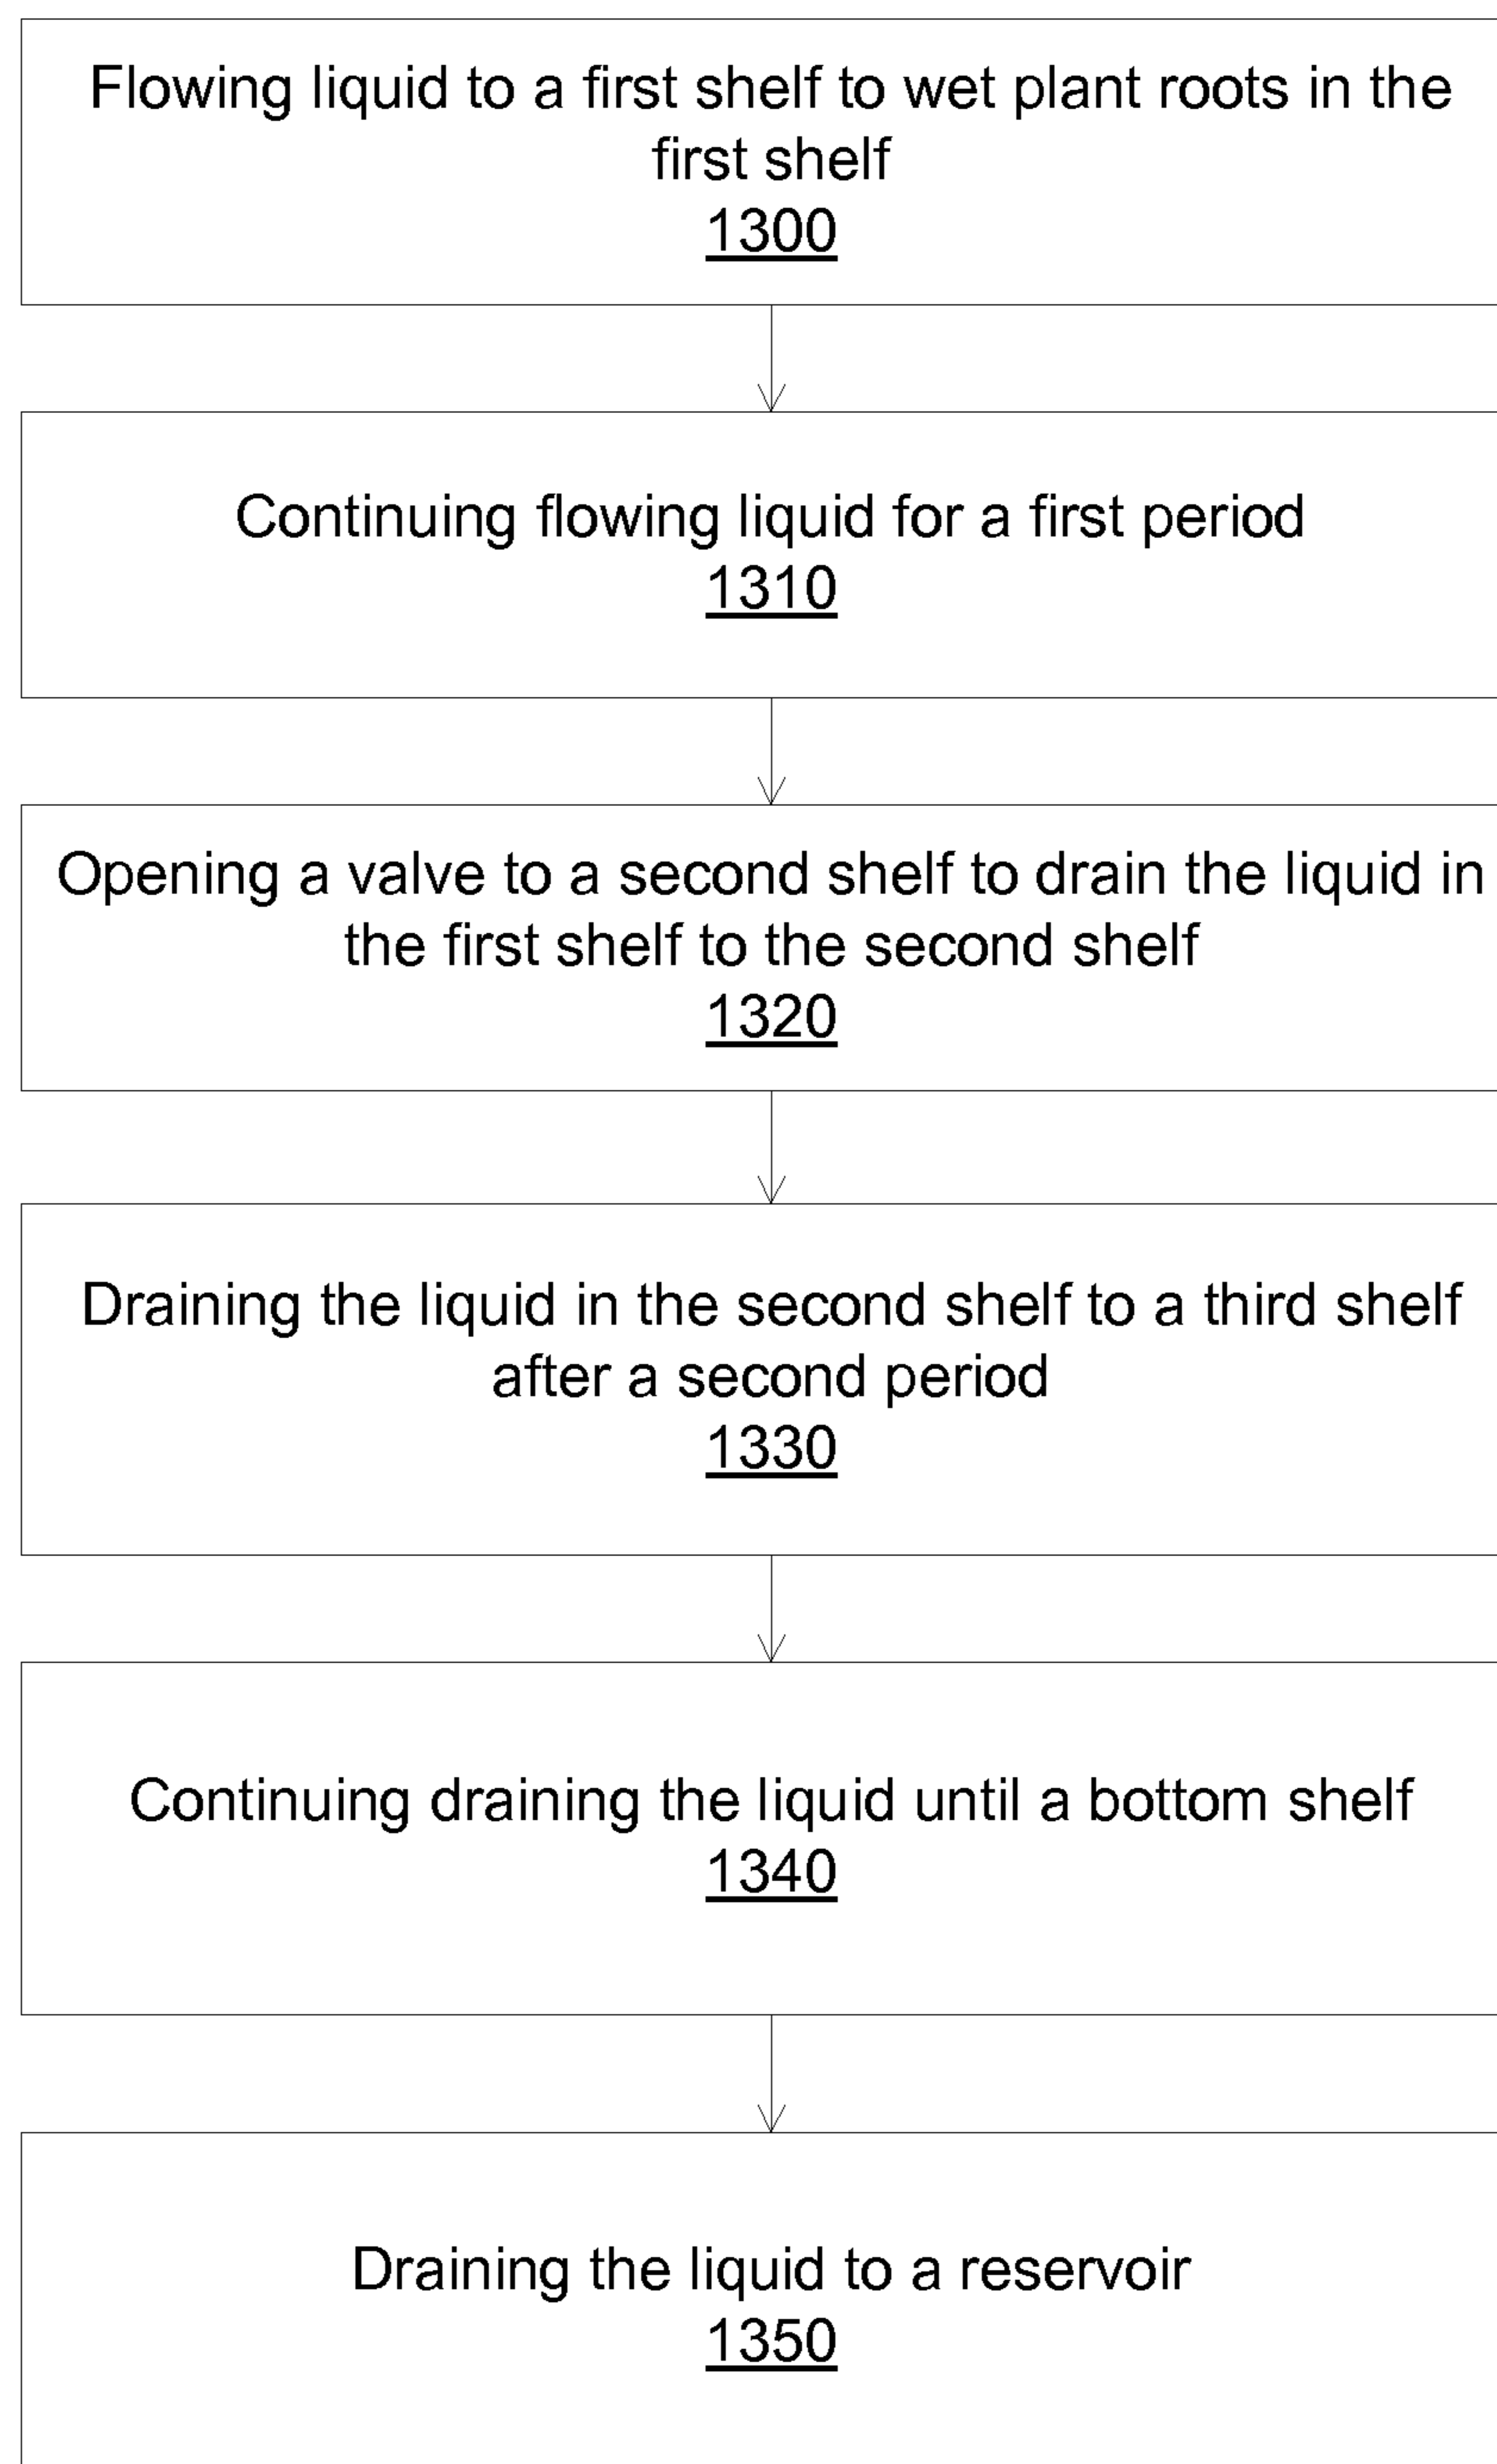 Flowing liquid to a first shelf to wet plant roots in the
first shelf
1300
Continuing flowing liquid for a first period
1310
Opening a valve to a second shelf to drain the liquid in
the first shelf to the second shelf
1320
Draining the liquid in the second shelf to a third shelf
after a second period
1330
Continuing draining the liquid until a bottom shelf
1340
Draining the liquid to a reservoir
1350